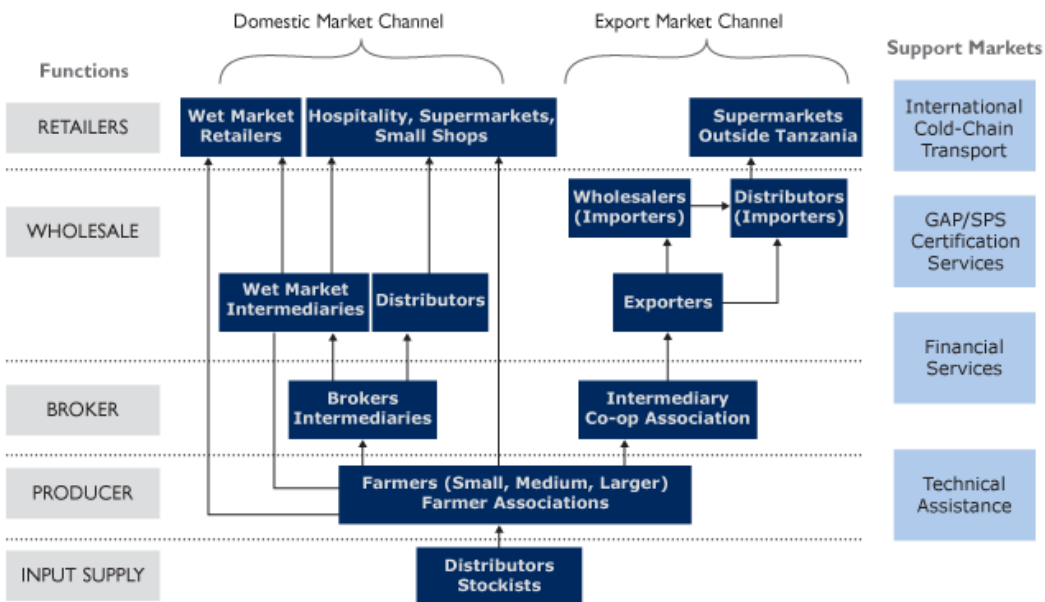 Domestic Market Channel
Export Market Channel
Functions
Support Markets
RETAILERS
Wet Market
Retailers
Hospitality, Supermarkets,
Small Shops
Supermarkets
Outside Tanzania
International
Cold-Chain
Transport
WHOLESALE
Wholesalers
(Importers)
Distributors
(Importers)
GAP/SPS
Certification
Services
Wet Market
Intermediaries
Distributors
Exporters
Financial
Services
BROKER
Brokers
Intermediaries
Intermediary
Co-op Association
PRODUCER
Farmers (Small, Medium, Larger)
Farmer Associations
Technical
Assistance
INPUT SUPPLY
Distributors
Stockists